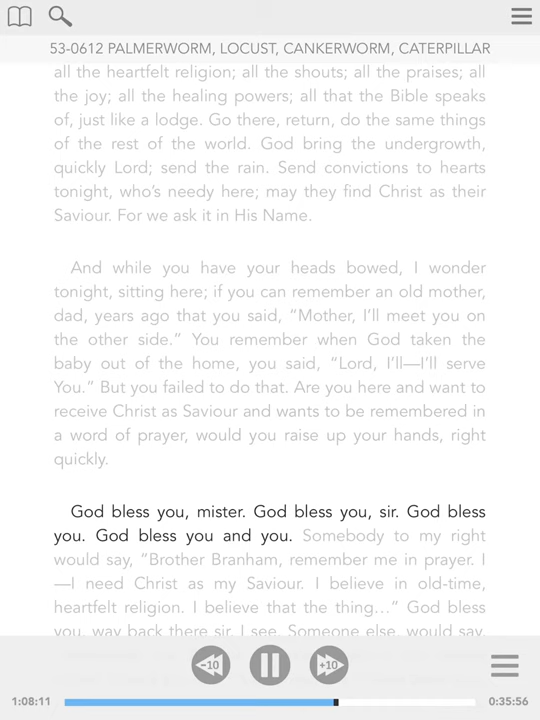 53-0612 PALMERWORM, LOCUST, CANKERWORM, CATERPILLAR
all the heartfelt religion; all the shouts; all the praises; all
the joy; all the healing powers; all that the Bible speaks
of, just like a lodge. Go there, return, do the same things
of the rest of the world. God bring the undergrowth,
quickly Lord; send the rain. Send convictions to hearts
tonight, who's needy here; may they find Christ as their
Saviour. For we ask it in His Name.
And while you have your heads bowed, I wonder
tonight, sitting here; if you can remember an old mother,
dad, years ago that you said, “Mother, I'll meet you on
the other side.” You remember when God taken the
baby out of the home, you said, “Lord, I'll—I'll serve
You.” But you failed to do that. Are you here and want to
receive Christ as Saviour and wants to be remembered in
a word of prayer, would you raise up your hands, right
quickly.
God bless you, mister. God bless you, sir. God bless
you. God bless you and you. Somebody to my right
would say, “Brother Branham, remember me in prayer. I
—I need Christ as my Saviour. I believe in old-time,
heartfelt religion. I believe that the thing…” God bless
you, way back there sir, I see. Someone else, would say,
-10
+10
1:08:11
0:35:56